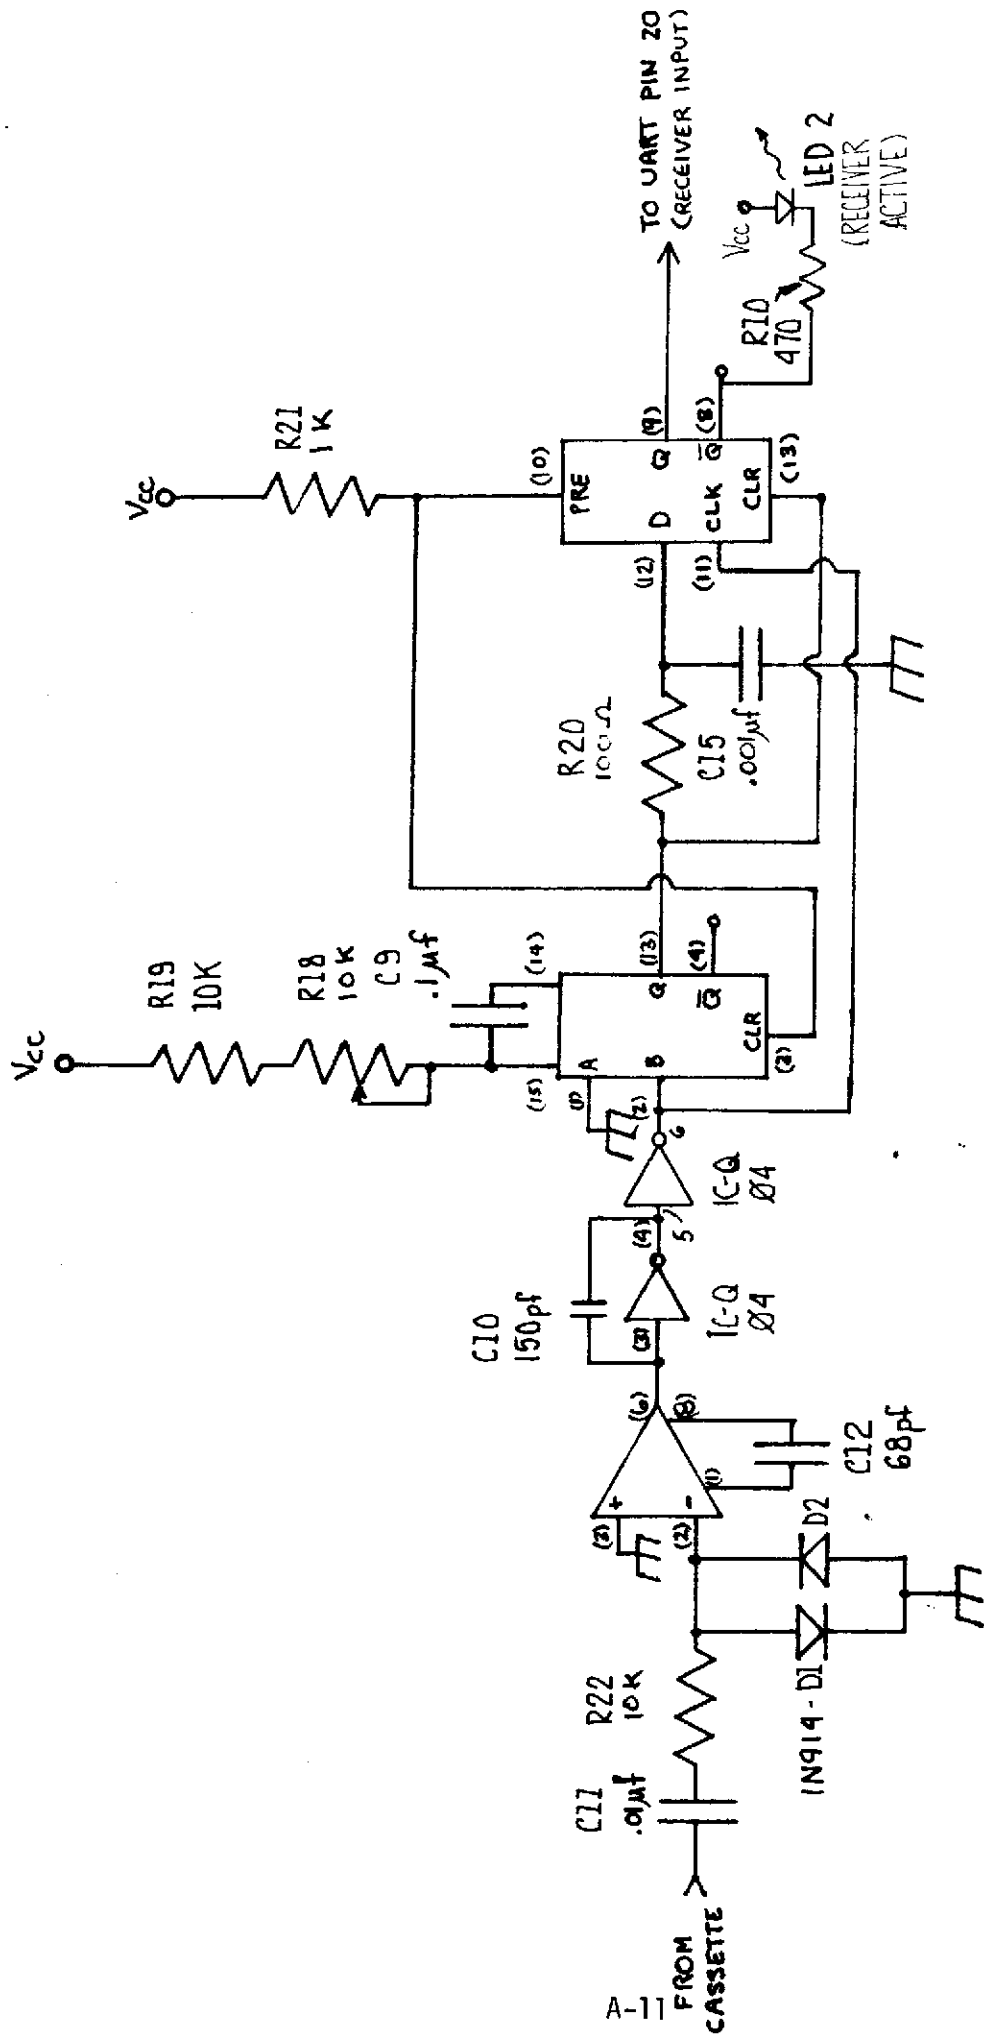 FROM
CASSETTE
C11
.01µf
R22
10K
1N914-D1
D2
(3)
+
(2)
-
(6)
(8)
(1)
C12
68pf
C10
150pf
(3)
(4)
IC-Q
Ø4
5
6
IC-Q
Ø4
Vcc
R19
10K
R18
10K
C9
.1µf
(15)
(14)
(1)
A
(2)
B
Q
(13)
Q̅
(4)
CLR
(3)
R20
100Ω
C15
.001µf
Vcc
R21
1K
(10)
PRE
(12)
D
Q
(9)
(11)
CLK
Q̅
(8)
CLR
(13)
TO UART PIN 20
(RECEIVER INPUT)
R10
470
Vcc
LED 2
(RECEIVER
ACTIVE)
A-11